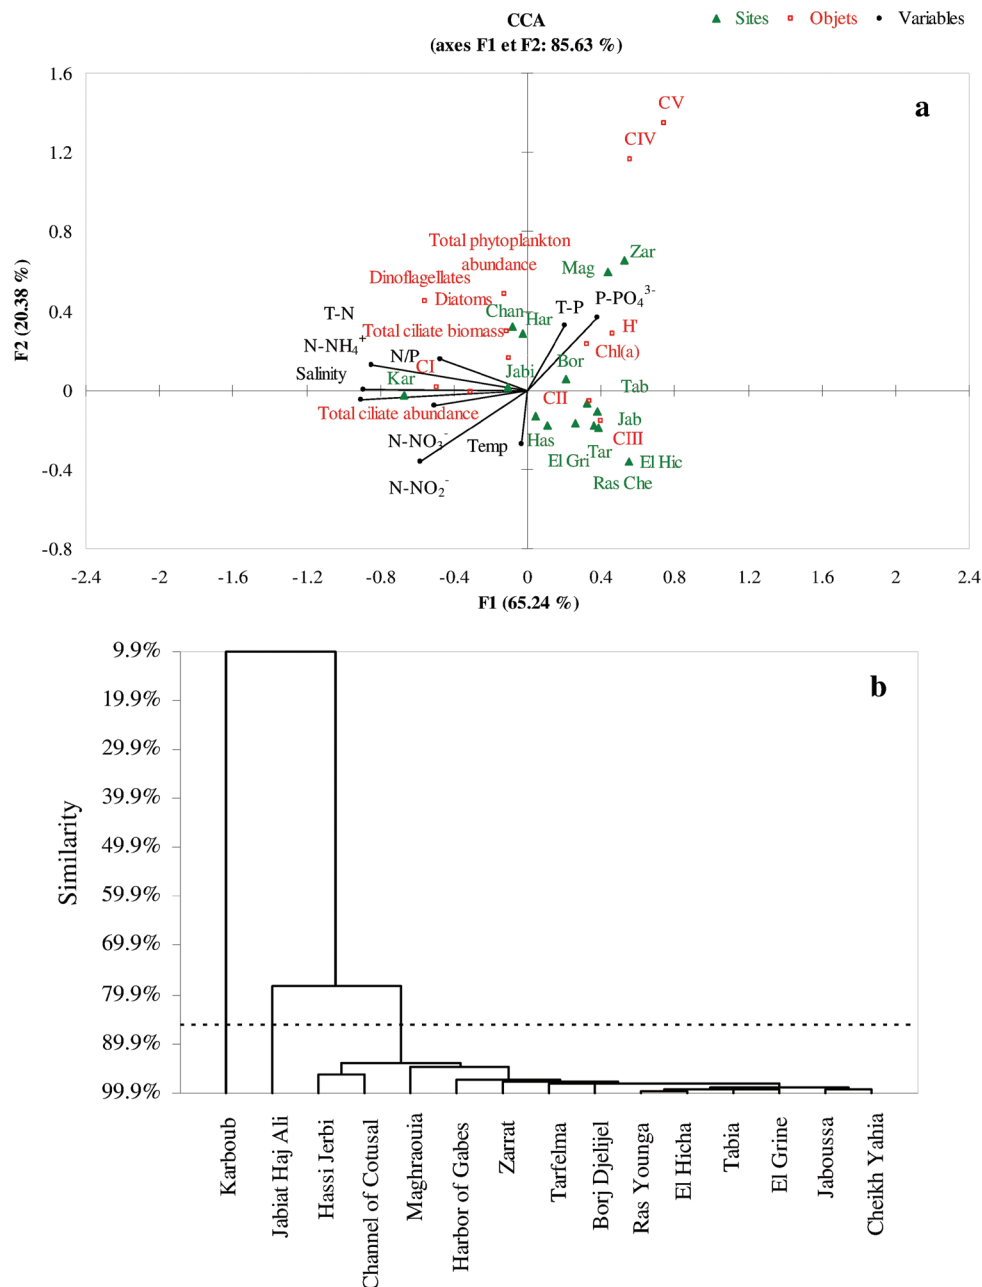 CCA
(axes F1 et F2: 85.63 %)
Sites
Objets
Variables
a
1.6
1.2
0.8
0.4
0
-0.4
-0.8
F2 (20.38 %)
CV
CIV
Total phytoplankton
abundance
Zar
Mag
Dinoflagellates
Diatoms
P-PO₄³⁻
T-P
T-N
Chan
Har
H'
Total ciliate biomass
Chl(a)
N-NH₄⁺
N/P
CI
Jabi
Bor
Salinity
Kar
Tab
CII
Total ciliate abundance
Jab
N-NO₃⁻
Temp
Has
CIII
El Gri
Tar
El Hic
N-NO₂⁻
Ras Che
-2.4 -2 -1.6 -1.2 -0.8 -0.4 0 0.4 0.8 1.2 1.6 2 2.4
F1 (65.24 %)
b
9.9%
19.9%
29.9%
39.9%
49.9%
59.9%
69.9%
79.9%
89.9%
99.9%
Similarity
Karboub
Jabiat Haj Ali
Hassi Jerbi
Channel of Cotusal
Maghraouia
Harbor of Gabes
Zarrat
Tarfelma
Borj Djelijel
Ras Younga
El Hicha
Tabia
El Grine
Jaboussa
Cheikh Yahia